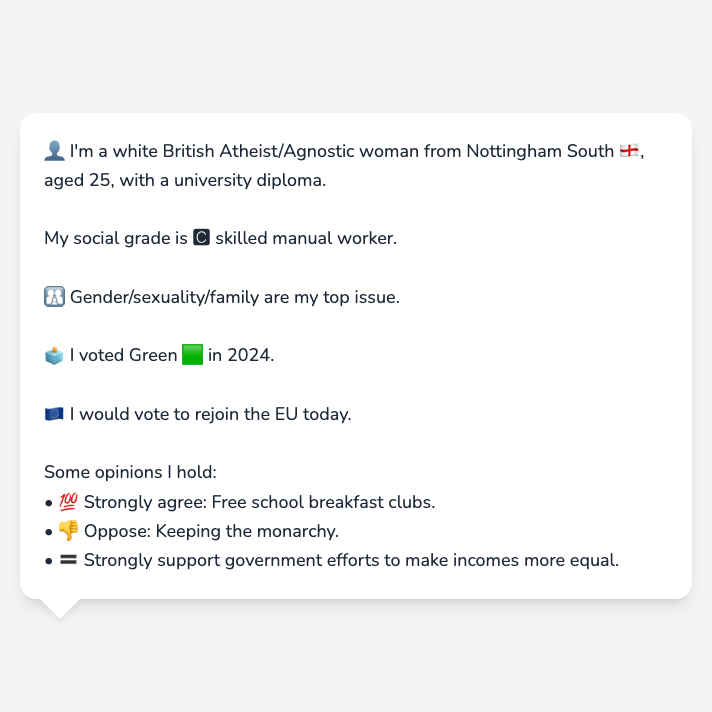 👤 I'm a white British Atheist/Agnostic woman from Nottingham South 🏴󠁧󠁢󠁥󠁮󠁧󠁿,
aged 25, with a university diploma.
My social grade is 🅲 skilled manual worker.
🚻 Gender/sexuality/family are my top issue.
🗳️ I voted Green 🟩 in 2024.
🇪🇺 I would vote to rejoin the EU today.
Some opinions I hold:
• 💯 Strongly agree: Free school breakfast clubs.
• 👎 Oppose: Keeping the monarchy.
• 🟰 Strongly support government efforts to make incomes more equal.